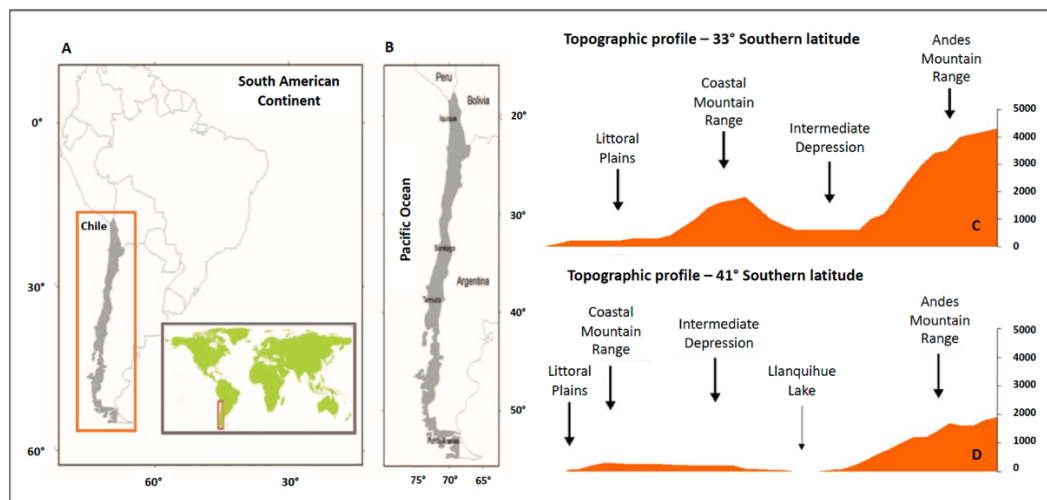 A
South American
Continent
0°
Chile
30°
60°
60°
30°
B
Peru
Bolivia
Iquique
20°
Pacific Ocean
30°
Santiago
Argentina
Temuco
40°
50°
Punta Arenas
75°
70°
65°
Topographic profile – 33° Southern latitude
Andes
Mountain
Range
Coastal
Mountain
Range
Littoral
Plains
Intermediate
Depression
5000
4000
3000
2000
1000
0
C
Topographic profile – 41° Southern latitude
Andes
Mountain
Range
Coastal
Mountain
Range
Intermediate
Depression
Littoral
Plains
Llanquihue
Lake
5000
4000
3000
2000
1000
0
D